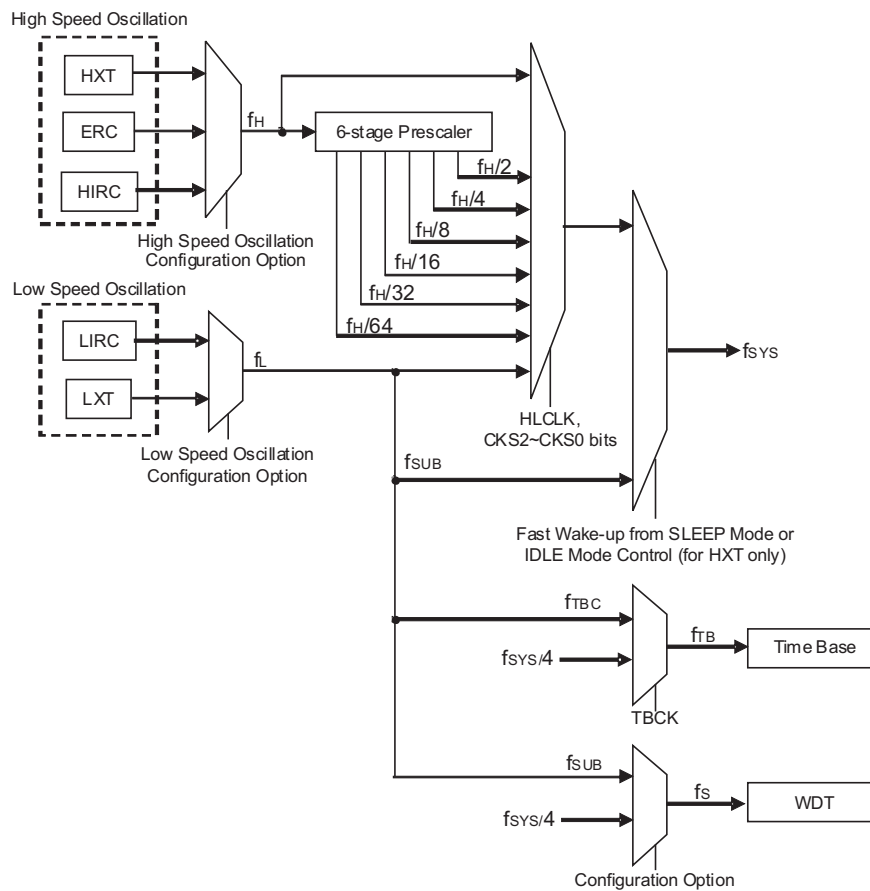 High Speed Oscillation
HXT
ERC
HIRC
fH
6-stage Prescaler
fH/2
fH/4
fH/8
fH/16
fH/32
fH/64
High Speed Oscillation
Configuration Option
Low Speed Oscillation
LIRC
LXT
fL
Low Speed Oscillation
Configuration Option
HLCLK,
CKS2~CKS0 bits
fSYS
fSUB
Fast Wake-up from SLEEP Mode or
IDLE Mode Control (for HXT only)
fTBC
fSYS/4
TBCK
fTB
Time Base
fSUB
fSYS/4
fS
WDT
Configuration Option